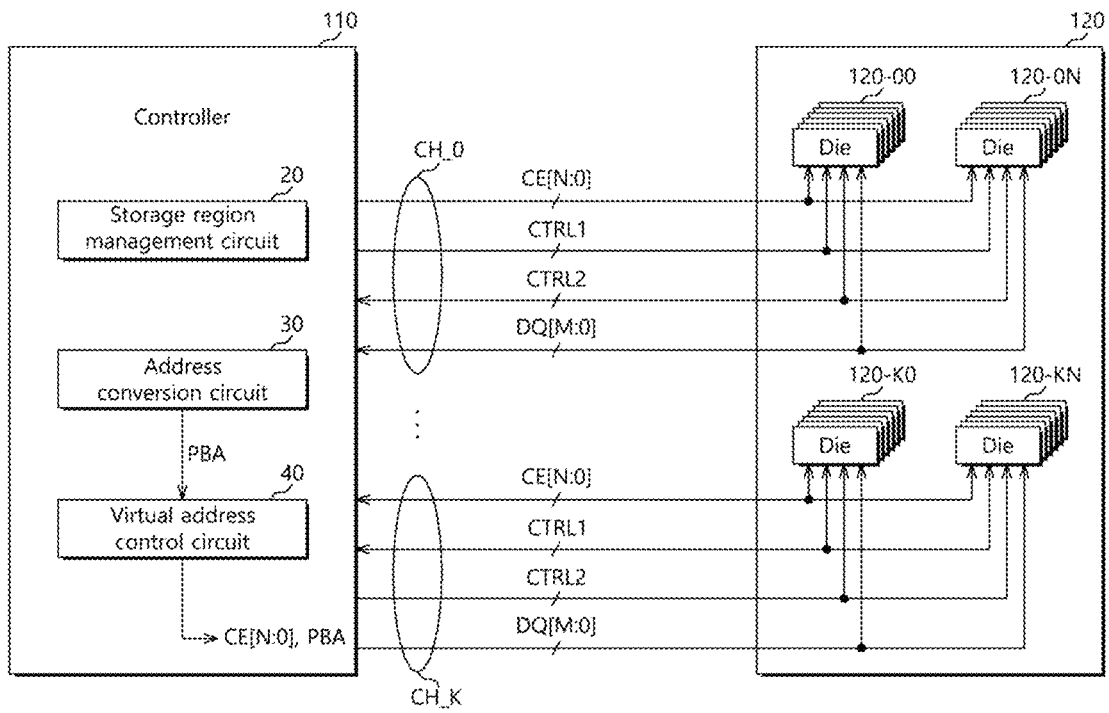 110
120
Controller
120-00
120-0N
Die
Die
CH_0
CE[N:0]
20
Storage region
management circuit
CTRL1
CTRL2
DQ[M:0]
30
Address
conversion circuit
120-K0
120-KN
Die
Die
PBA
40
CE[N:0]
Virtual address
control circuit
CTRL1
CTRL2
DQ[M:0]
CE[N:0], PBA
CH_K